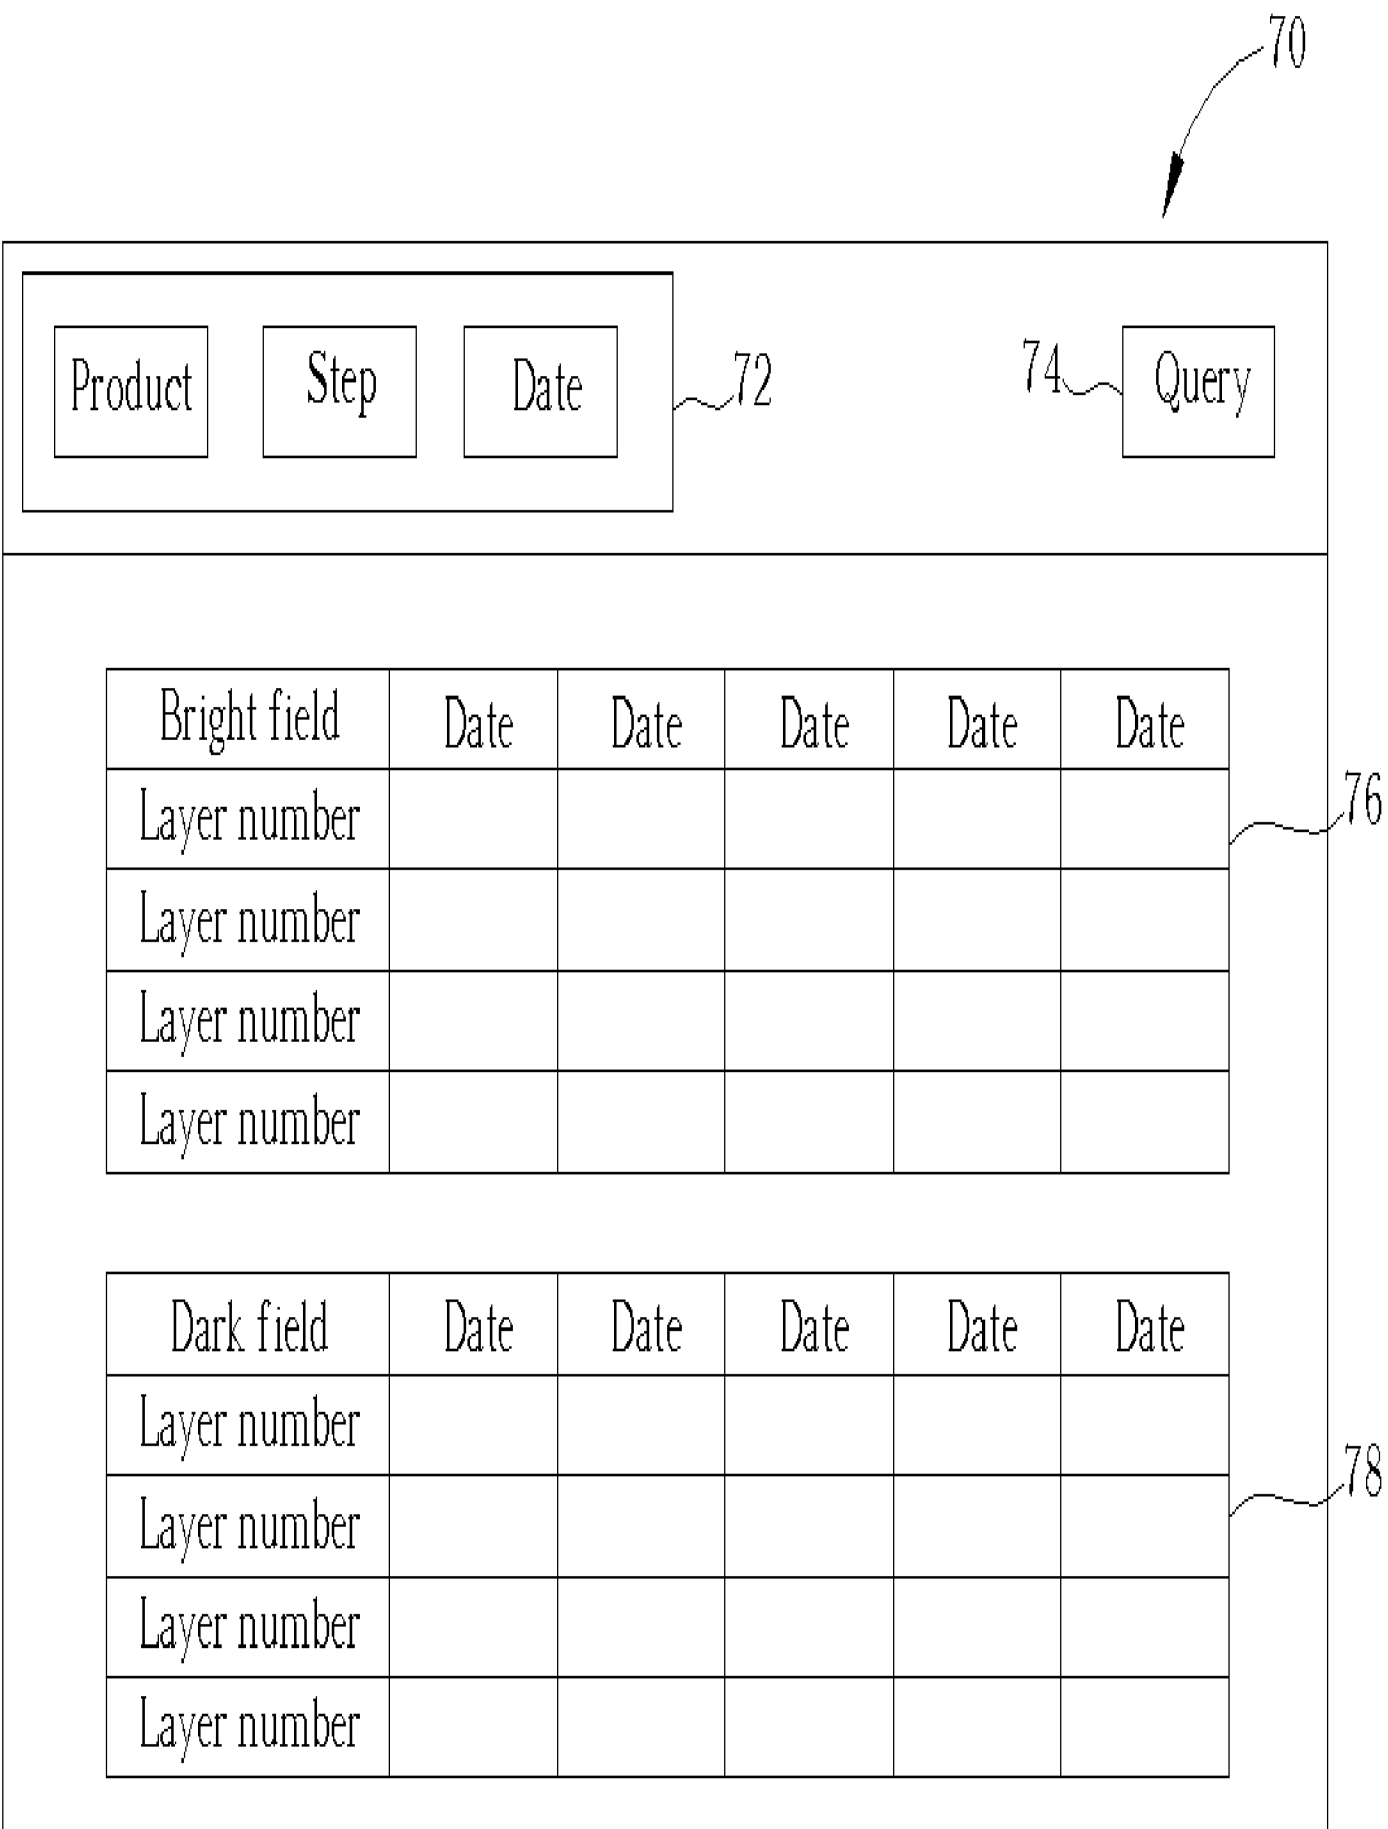 70
Product Step Date 72 74 Query
Bright field Date Date Date Date Date
Layer number 76
Layer number
Layer number
Layer number
Dark field Date Date Date Date Date
Layer number
Layer number 78
Layer number
Layer number